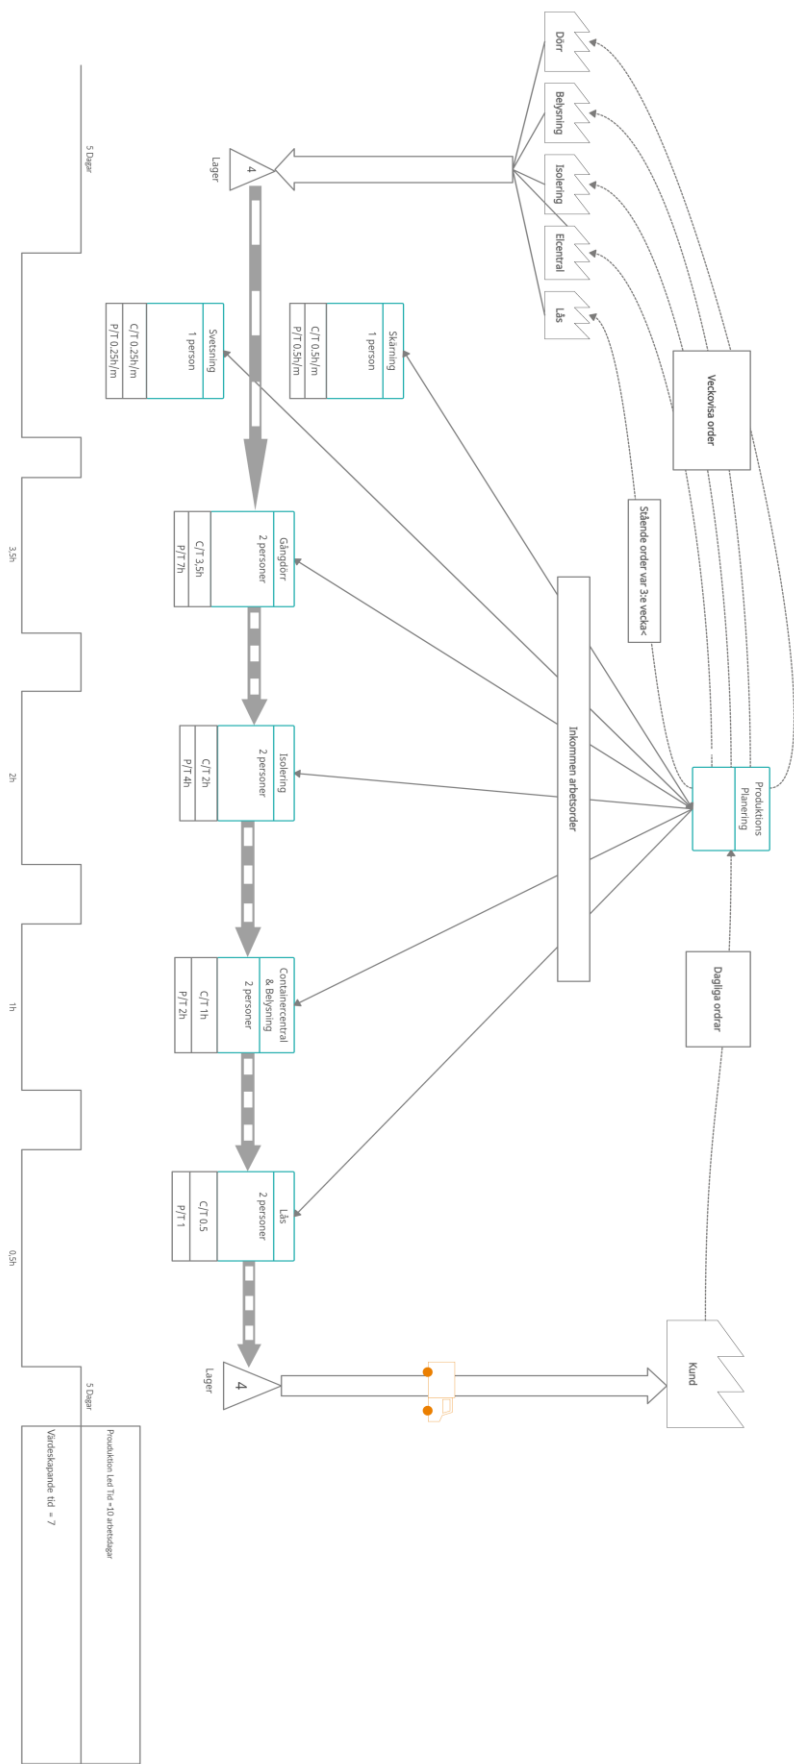 Dörr
Belysning
Isolering
Elcentral
Lås
Veckovisa order
Stående order var 3:e vecka<
Produktions
Planering
Dagliga ordrar
Kund
Inkommen arbetsorder
4
Lager
Skärning
1 person
C/T 0.5h/m
P/T 0.5h/m
Svetsning
1 person
C/T 0.25h/m
P/T 0.25h/m
Gångdörr
2 personer
C/T 3,5h
P/T 7h
Isolering
2 personer
C/T 2h
P/T 4h
Containercentral
& Belysning
2 personer
C/T 1h
P/T 2h
Lås
2 personer
C/T 0.5
P/T 1
4
Lager
5 Dagar
3,5h
2h
1h
0,5h
5 Dagar
Prouduktion Led Tid =10 arbetsdagar
Värdeskapande tid = 7